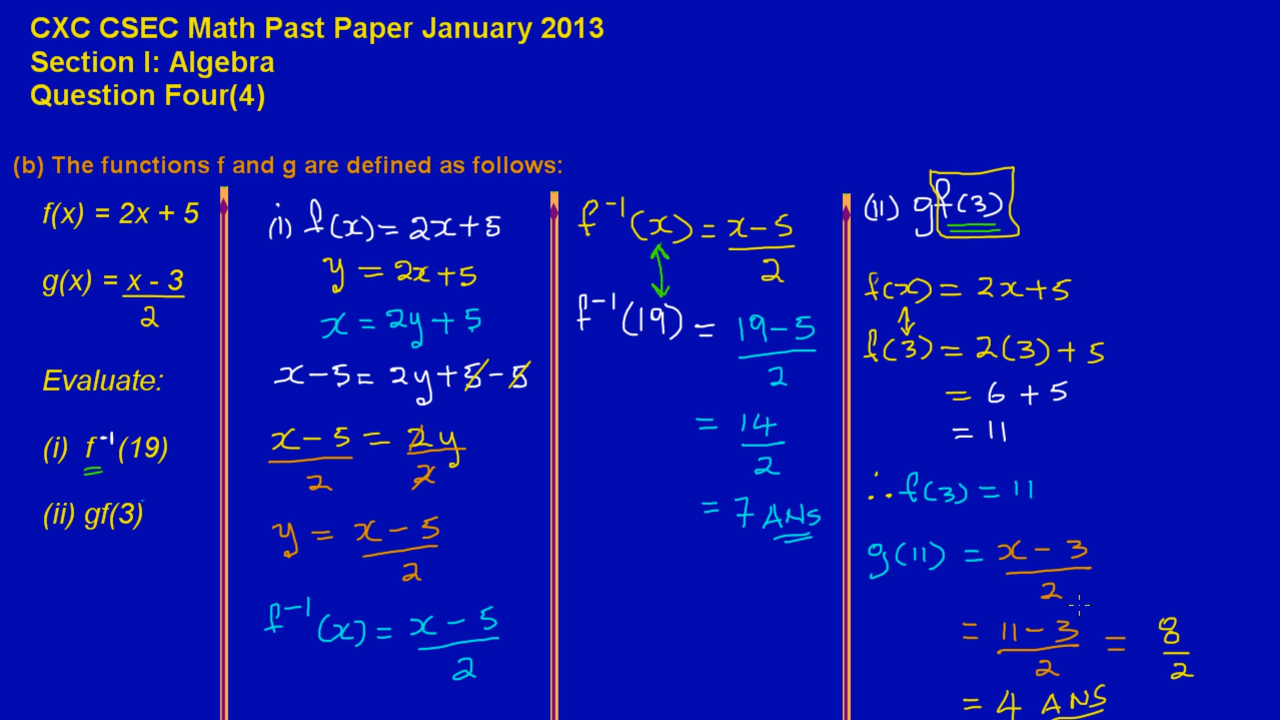 CXC CSEC Math Past Paper January 2013
Section I: Algebra
Question Four(4)
(b) The functions f and g are defined as follows:
f(x) = 2x + 5
g(x) = x - 3
2
Evaluate:
(i) f⁻¹(19)
(ii) gf(3)
(i) f(x) = 2x+5
y = 2x+5
x = 2y+5
x-5 = 2y+5-5
x-5 = 2y
2 2
y = x-5
2
f⁻¹(x) = x-5
2
f⁻¹(x) = x-5
2
f⁻¹(19) = 19-5
2
= 14
2
= 7 ANS
(ii) gf(3)
f(x) = 2x+5
f(3) = 2(3)+5
= 6 + 5
= 11
∴ f(3) = 11
g(11) = x-3
2
= 11-3 = 8
2 2
= 4 ANS